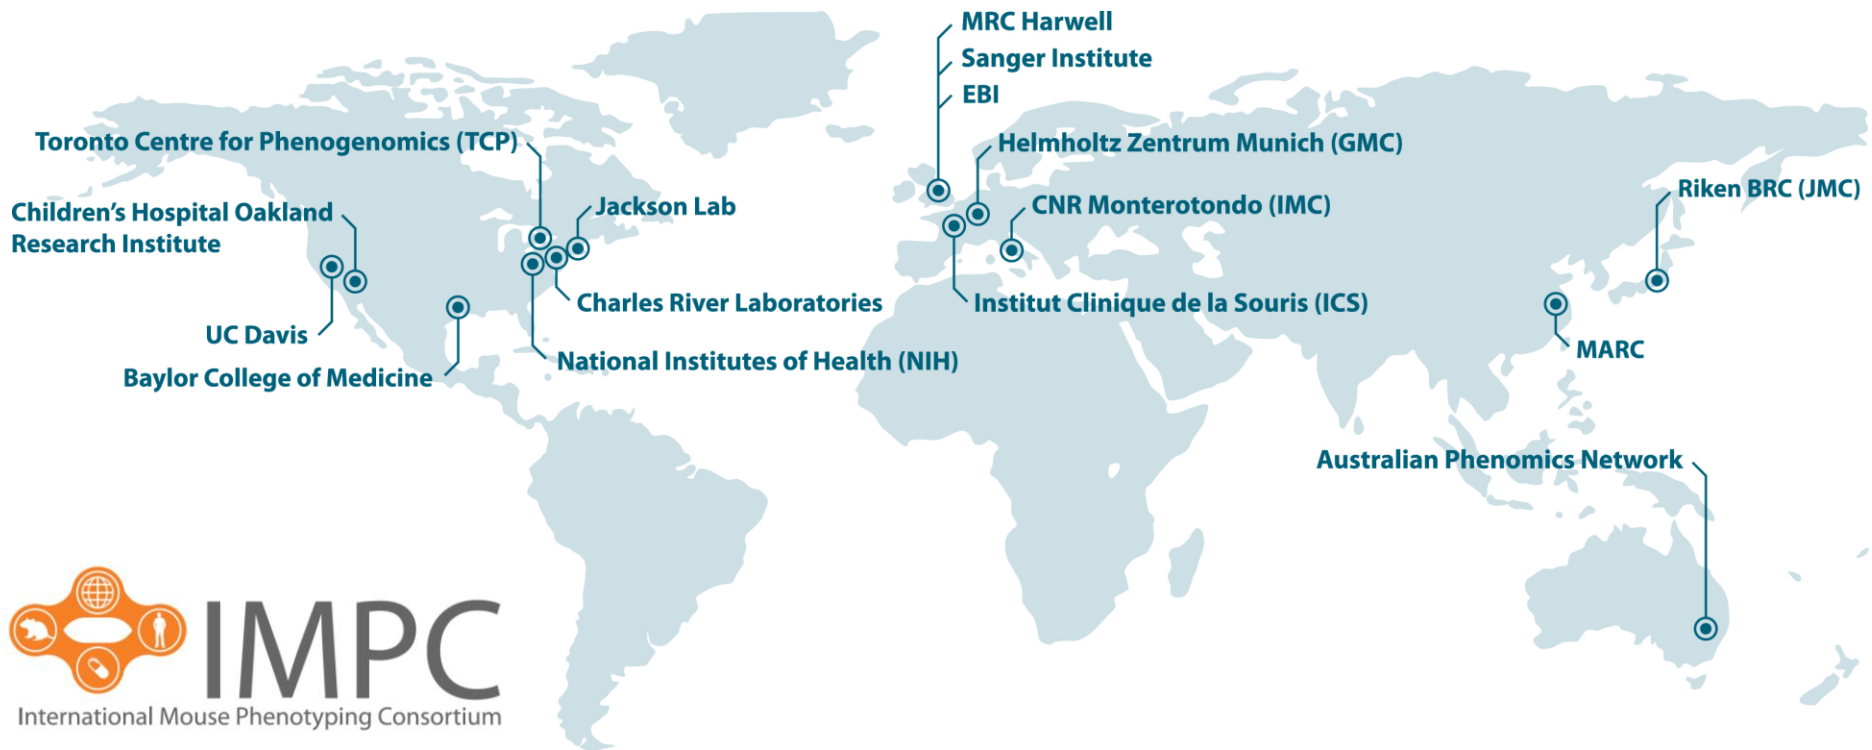 MRC Harwell
Sanger Institute
EBI
Toronto Centre for Phenogenomics (TCP)
Helmholtz Zentrum Munich (GMC)
Children’s Hospital Oakland
Research Institute
Jackson Lab
CNR Monterotondo (IMC)
Riken BRC (JMC)
Charles River Laboratories
Institut Clinique de la Souris (ICS)
UC Davis
MARC
National Institutes of Health (NIH)
Baylor College of Medicine
Australian Phenomics Network
IMPC
International Mouse Phenotyping Consortium